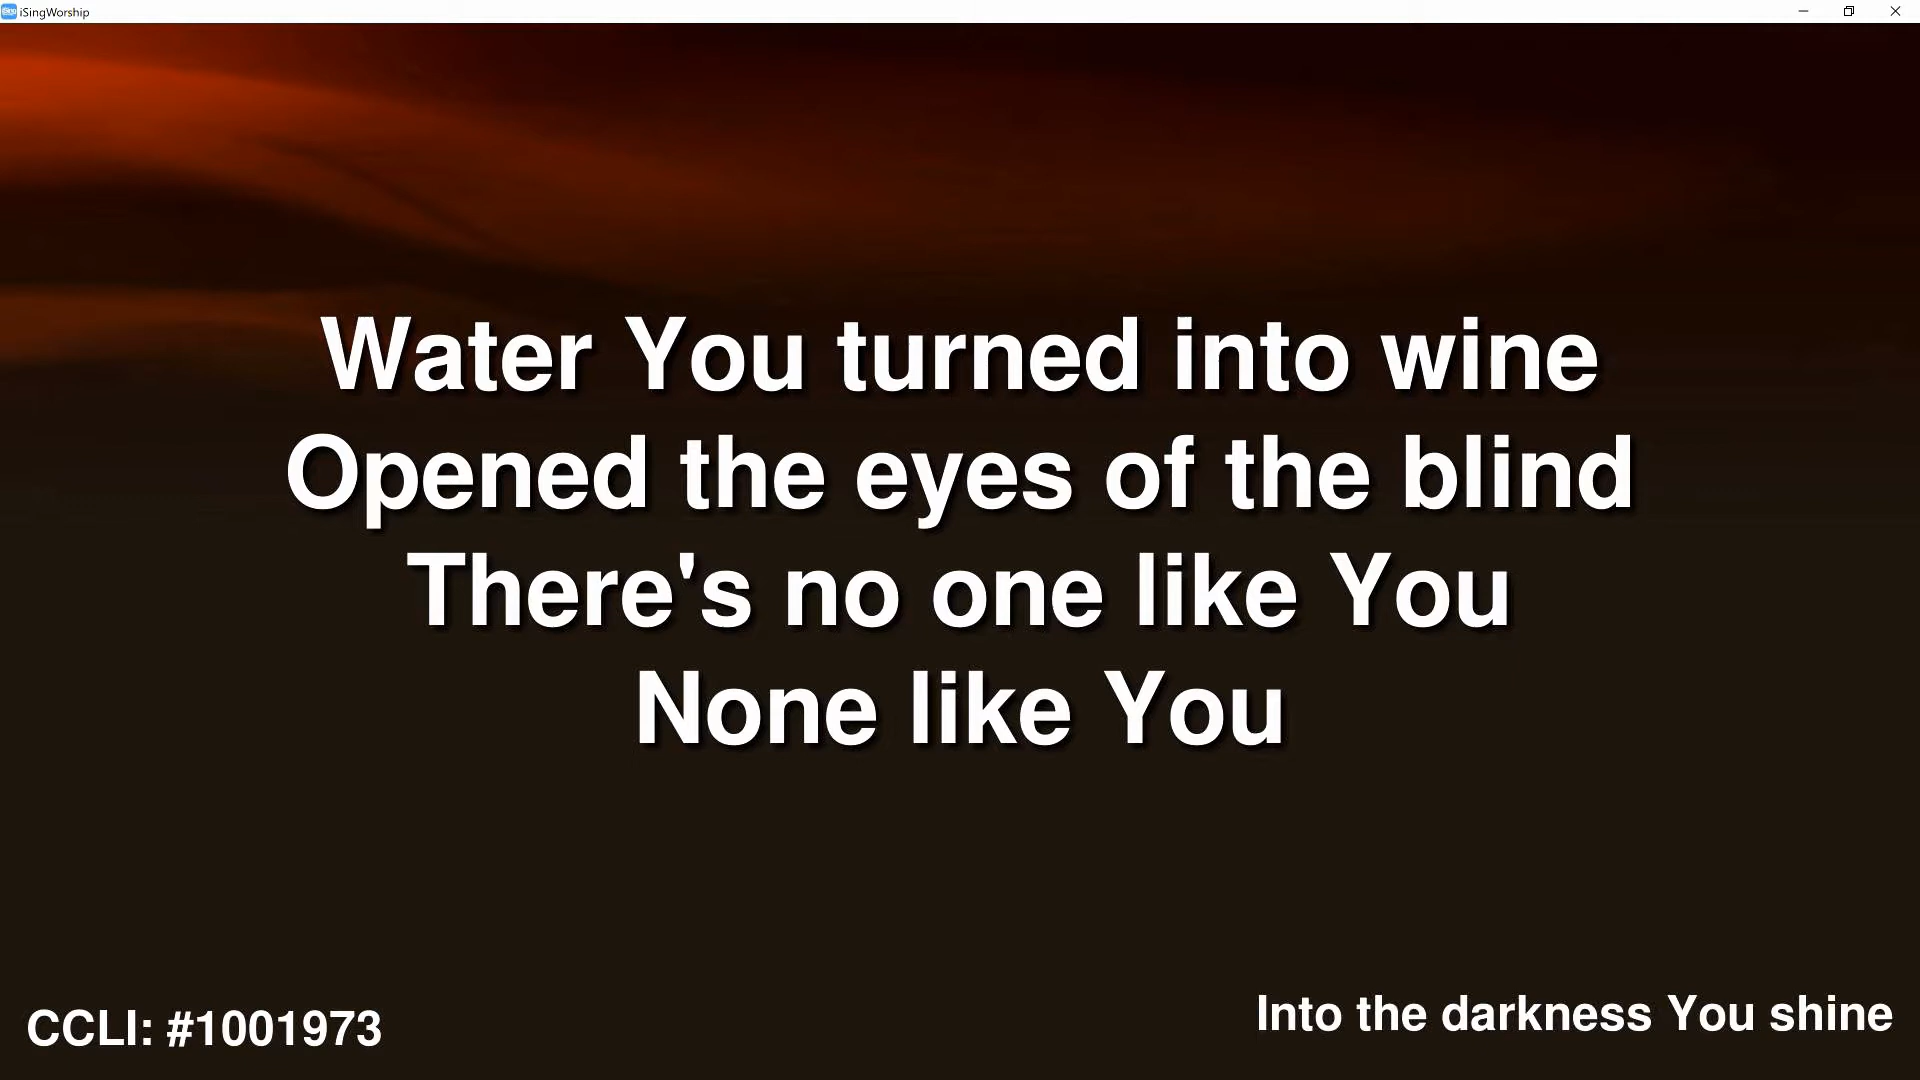 iSingWorship
Water You turned into wine
Opened the eyes of the blind
There's no one like You
None like You
CCLI: #1001973
Into the darkness You shine